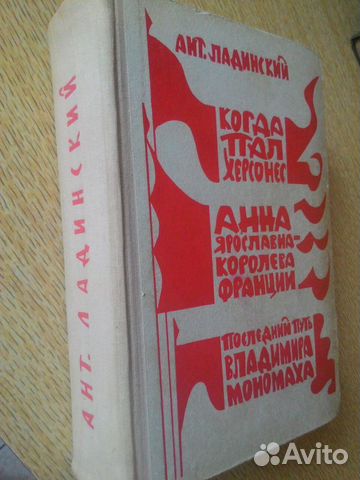 АНТ. ЛАДИНСКИЙ
АНТ. ЛАДИНСКИЙ
КОГДА
ПАЛ
ХЕРСОНЕС
АННА
ЯРОСЛАВНА-
КОРОЛЕВА
ФРАНЦИИ
ПОСЛЕДНИЙ ПУТЬ
ВЛАДИМИРА
МОНОМАХА
Avito